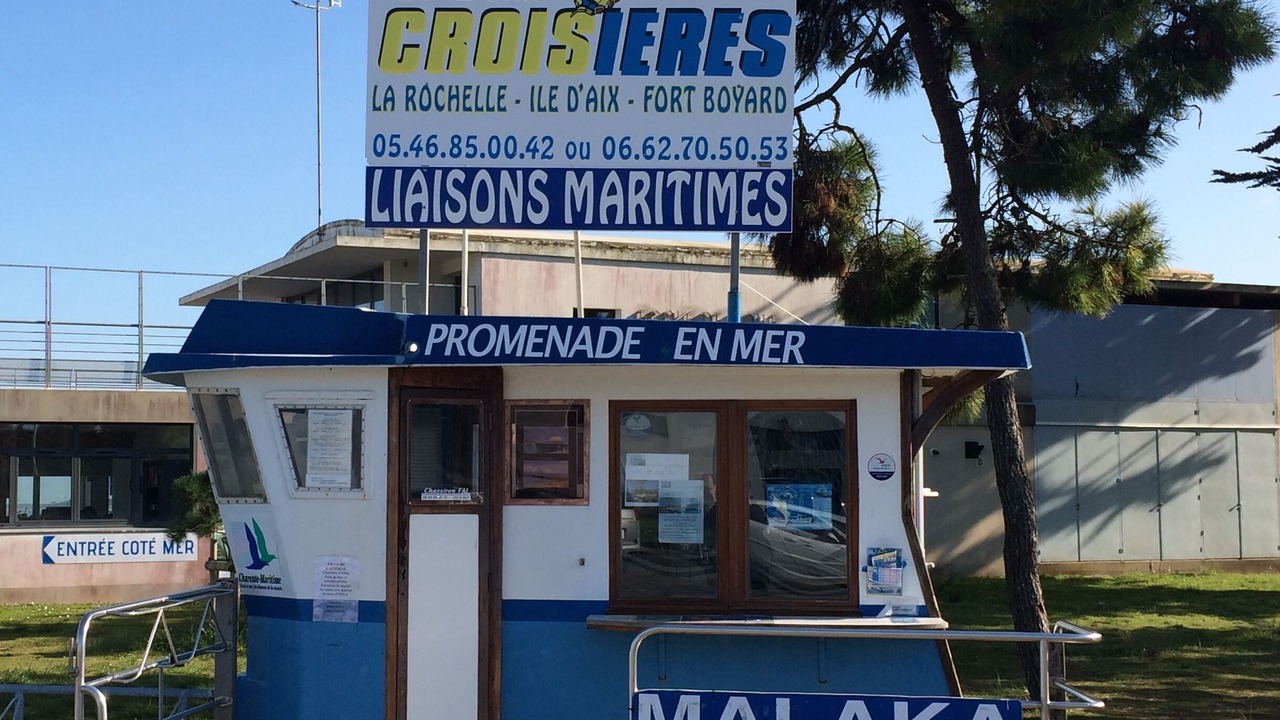 CROISIERES
LA ROCHELLE - ILE D'AIX - FORT BOYARD
05.46.85.00.42 ou 06.62.70.50.53
LIAISONS MARITIMES
PROMENADE EN MER
ENTRÉE COTÉ MER
Charente-Maritime
MALAKA